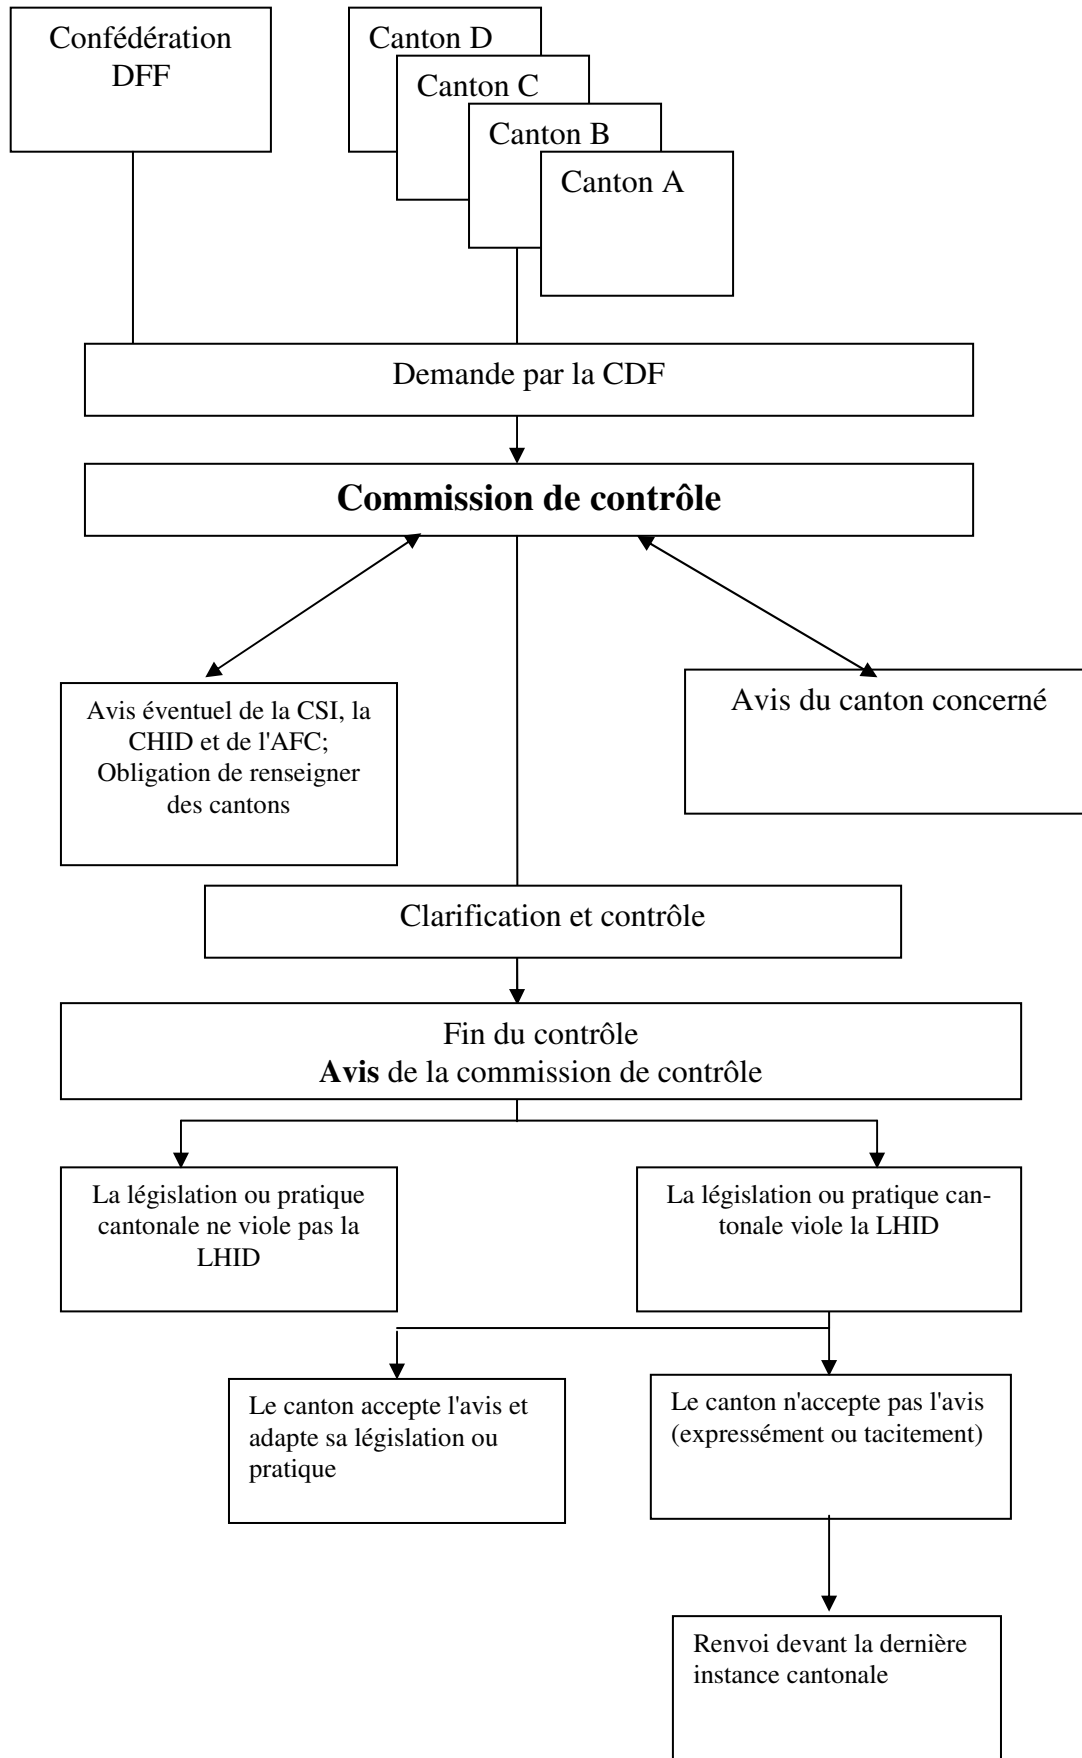 Confédération
DFF
Canton D
Canton C
Canton B
Canton A
Demande par la CDF
Commission de contrôle
Avis éventuel de la CSI, la
CHID et de l'AFC;
Obligation de renseigner
des cantons
Avis du canton concerné
Clarification et contrôle
Fin du contrôle
Avis de la commission de contrôle
La législation ou pratique
cantonale ne viole pas la
LHID
La législation ou pratique can-
tonale viole la LHID
Le canton accepte l'avis et
adapte sa législation ou
pratique
Le canton n'accepte pas l'avis
(expressément ou tacitement)
Renvoi devant la dernière
instance cantonale